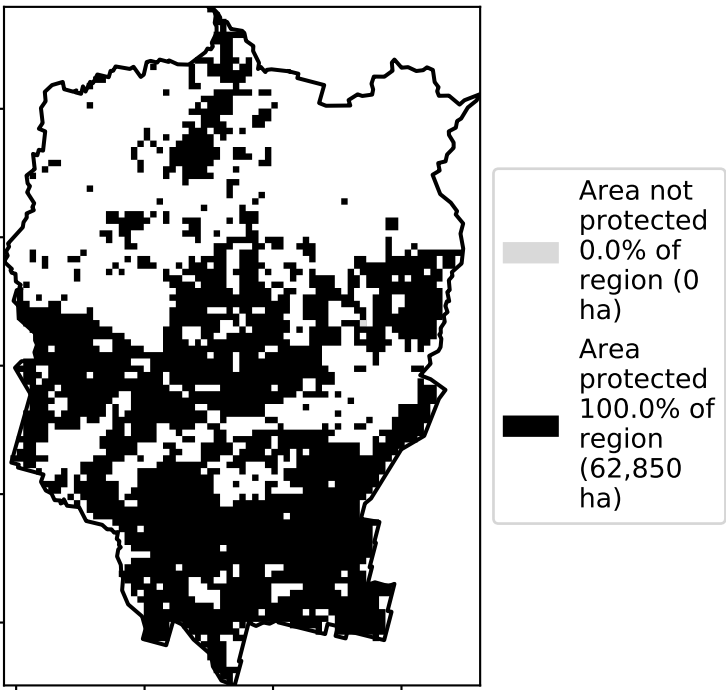 Area not
protected
0.0% of
region (0
ha)
Area
protected
100.0% of
region
(62,850
ha)